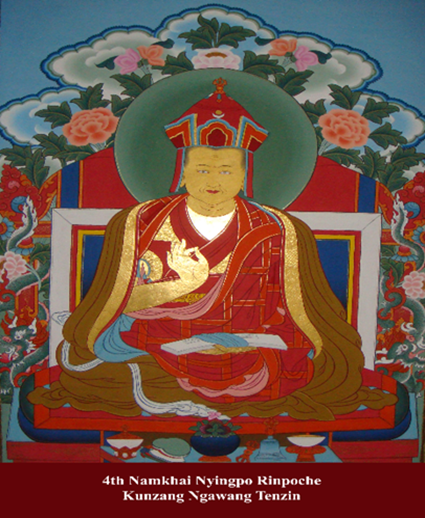 4th Namkhai Nyingpo Rinpoche
Kunzang Ngawang Tenzin